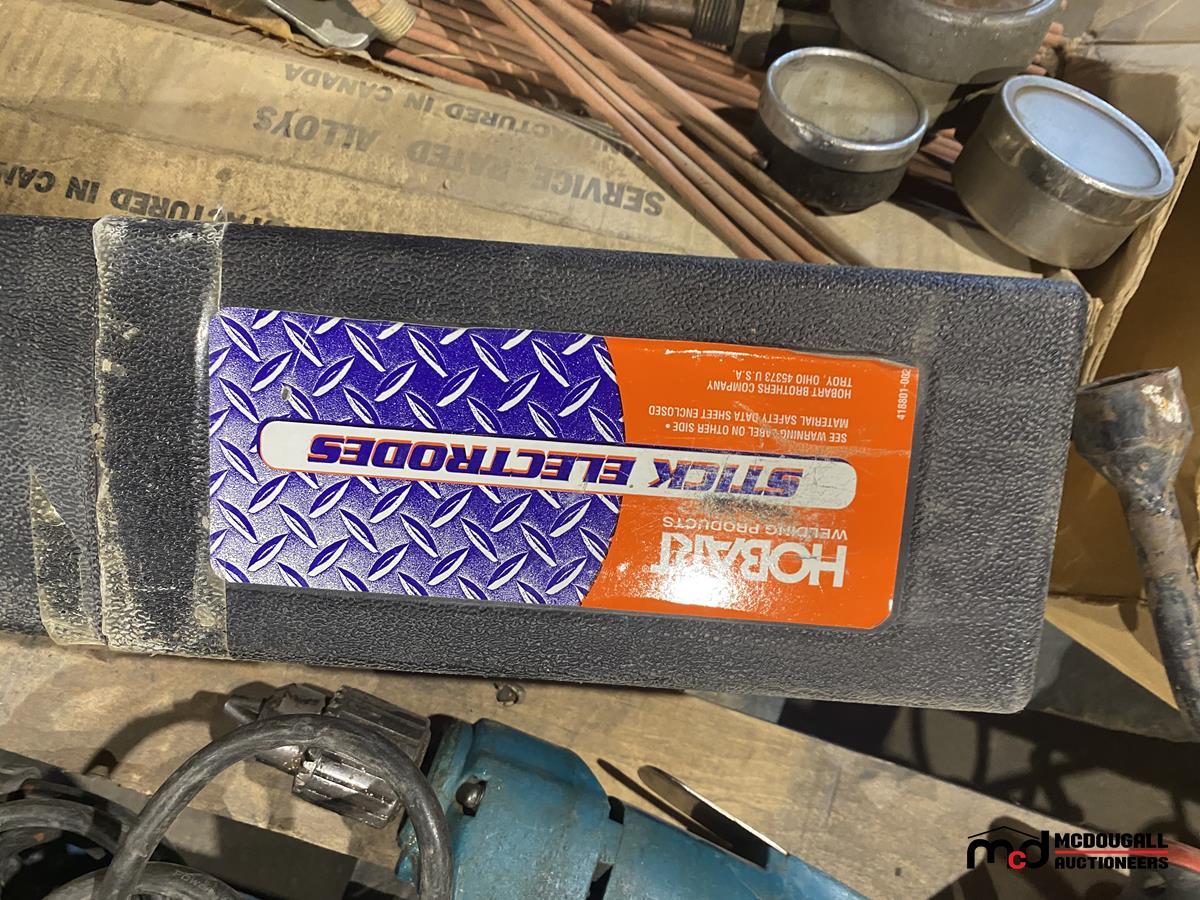 HOBART
WELDING PRODUCTS
STICK ELECTRODES
SEE WARNING LABEL ON OTHER SIDE •
MATERIAL SAFETY DATA SHEET ENCLOSED
HOBART BROTHERS COMPANY
TROY, OHIO 45373 U.S.A.
418801-002
SERVICE RATED ALLOYS
IN CANADA
MCDOUGALL
AUCTIONEERS
mcd